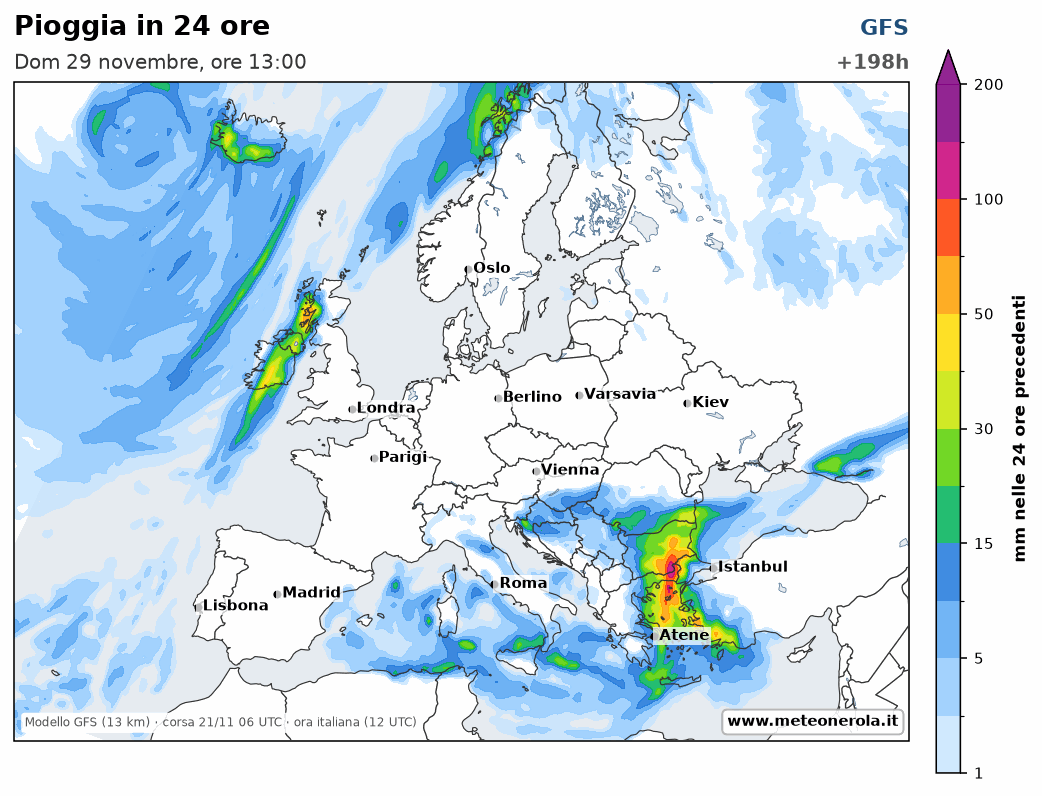 Pioggia in 24 ore
GFS
Dom 29 novembre, ore 13:00
+198h
200
100
50
30
15
5
1
mm nelle 24 ore precedenti
Oslo
Londra
Berlino
Varsavia
Kiev
Parigi
Vienna
Istanbul
Roma
Madrid
Lisbona
Atene
Modello GFS (13 km) · corsa 21/11 06 UTC · ora italiana (12 UTC)
www.meteonerola.it